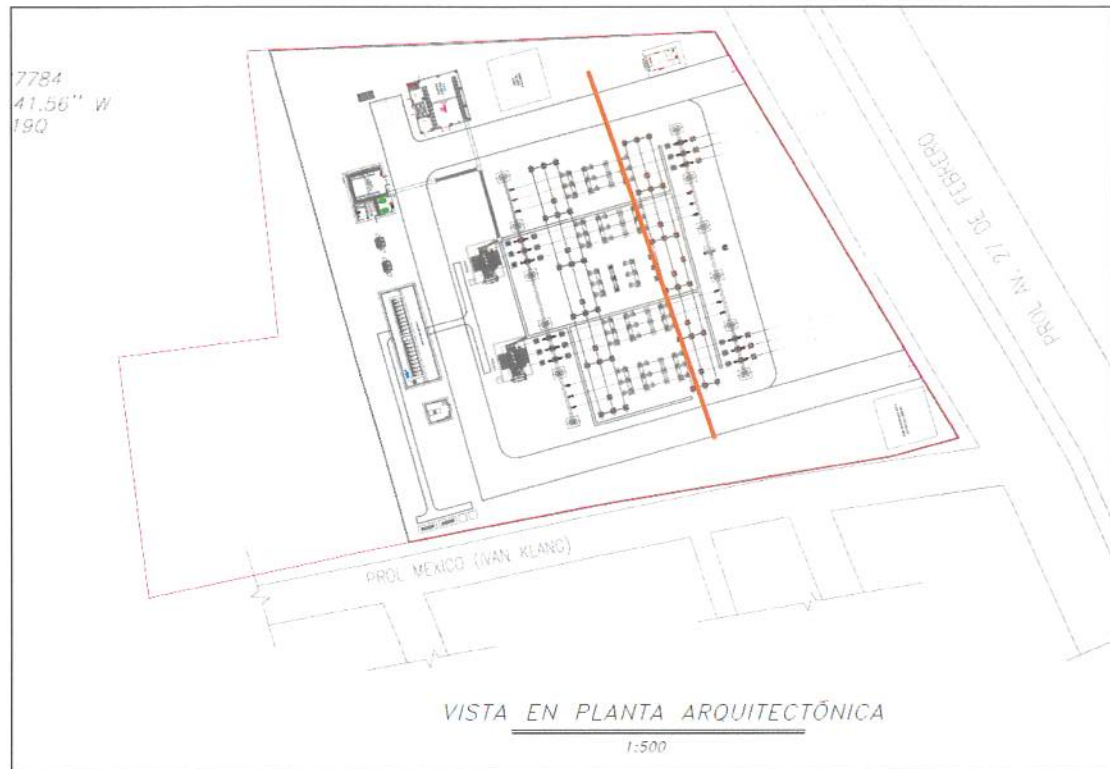 7784
41.56'' W
19Q
PROL AV. 27 DE FEBRERO
PROL MEXICO (IVAN KLANG)
VISTA EN PLANTA ARQUITECTÓNICA
1:500